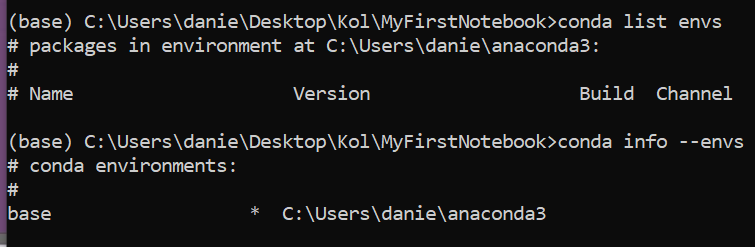 (base) C:\Users\danie\Desktop\Kol\MyFirstNotebook>conda list envs
# packages in environment at C:\Users\danie\anaconda3:
#
# Name                    Version                   Build  Channel
(base) C:\Users\danie\Desktop\Kol\MyFirstNotebook>conda info --envs
# conda environments:
#
base                  *  C:\Users\danie\anaconda3